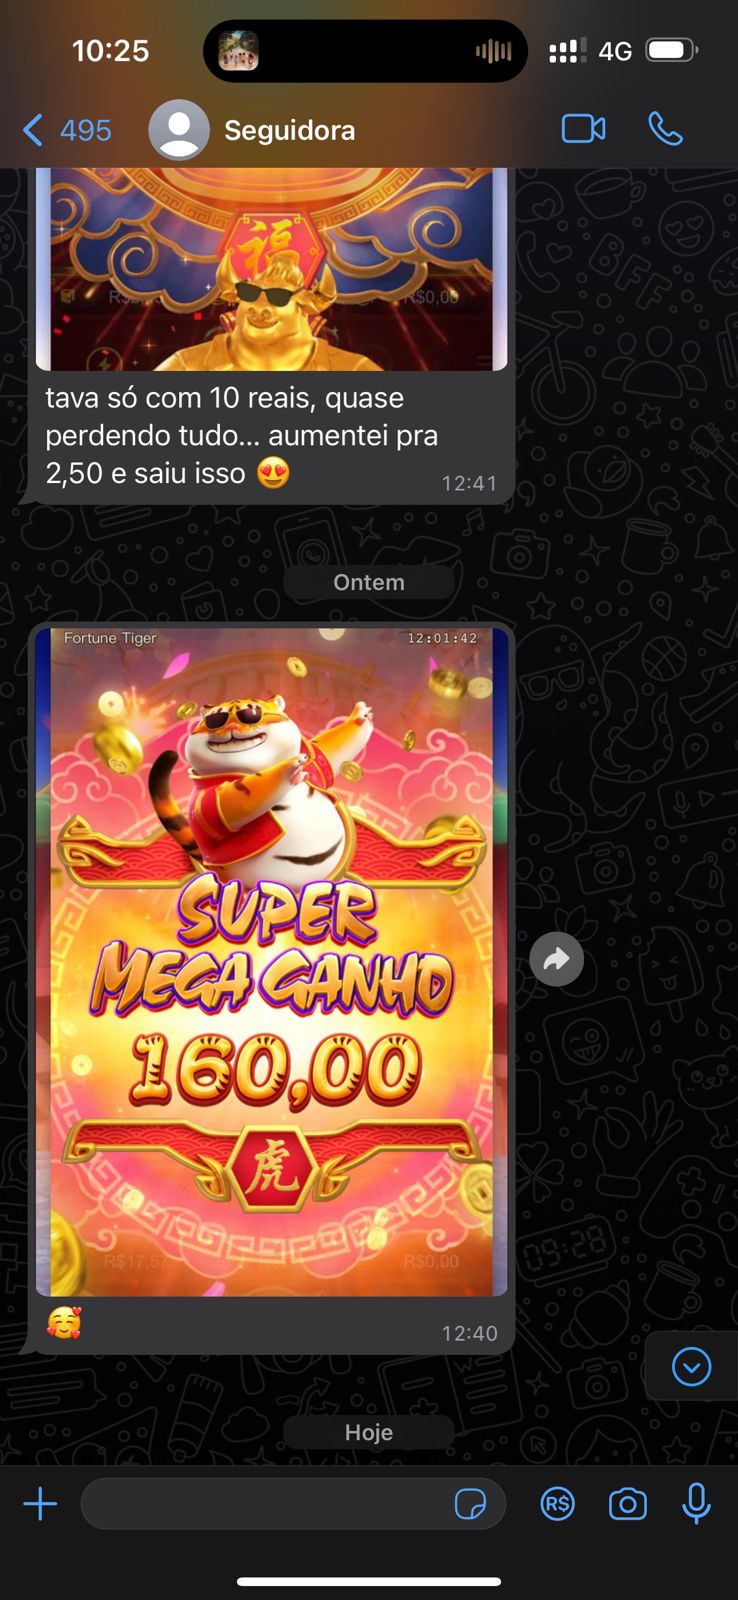 10:25
4G
495
Seguidora
福
R$0,00
tava só com 10 reais, quase
perdendo tudo... aumentei pra
2,50 e saiu isso 😍
12:41
Ontem
Fortune Tiger
12:01:42
SUPER
MEGA GANHO
160,00
虎
R$17,57
R$0,00
🥰
12:40
Hoje
R$